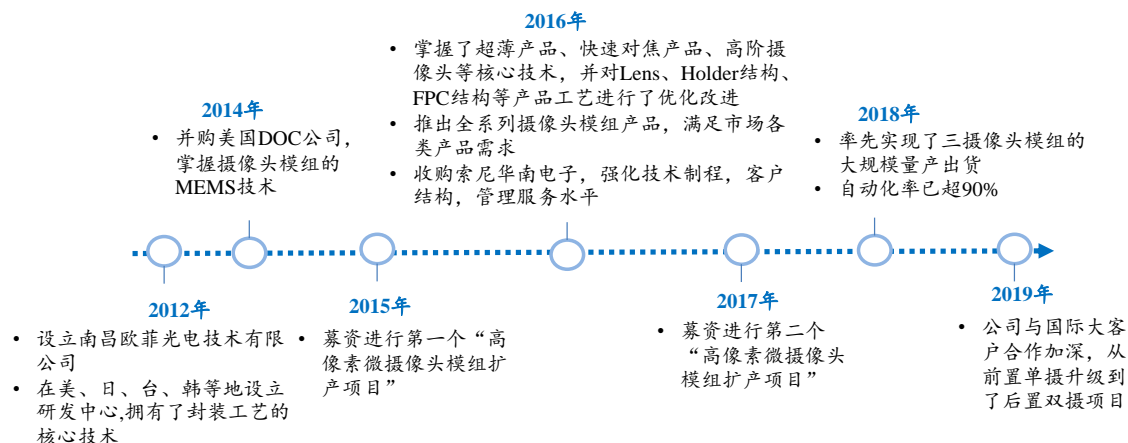 2016年
• 掌握了超薄产品、快速对焦产品、高阶摄
像头等核心技术，并对Lens、Holder结构、
FPC结构等产品工艺进行了优化改进
• 推出全系列摄像头模组产品，满足市场各
类产品需求
• 收购索尼华南电子，强化技术制程，客户
结构，管理服务水平
2014年
• 并购美国DOC公司，
掌握摄像头模组的
MEMS技术
2018年
• 率先实现了三摄像头模组的
大规模量产出货
• 自动化率已超90%
2012年
• 设立南昌欧菲光电技术有限
公司
• 在美、日、台、韩等地设立
研发中心,拥有了封装工艺的
核心技术
2015年
• 募资进行第一个“高
像素微摄像头模组扩
产项目”
2017年
• 募资进行第二个
“高像素微摄像头
模组扩产项目”
2019年
• 公司与国际大客
户合作加深，从
前置单摄升级到
了后置双摄项目